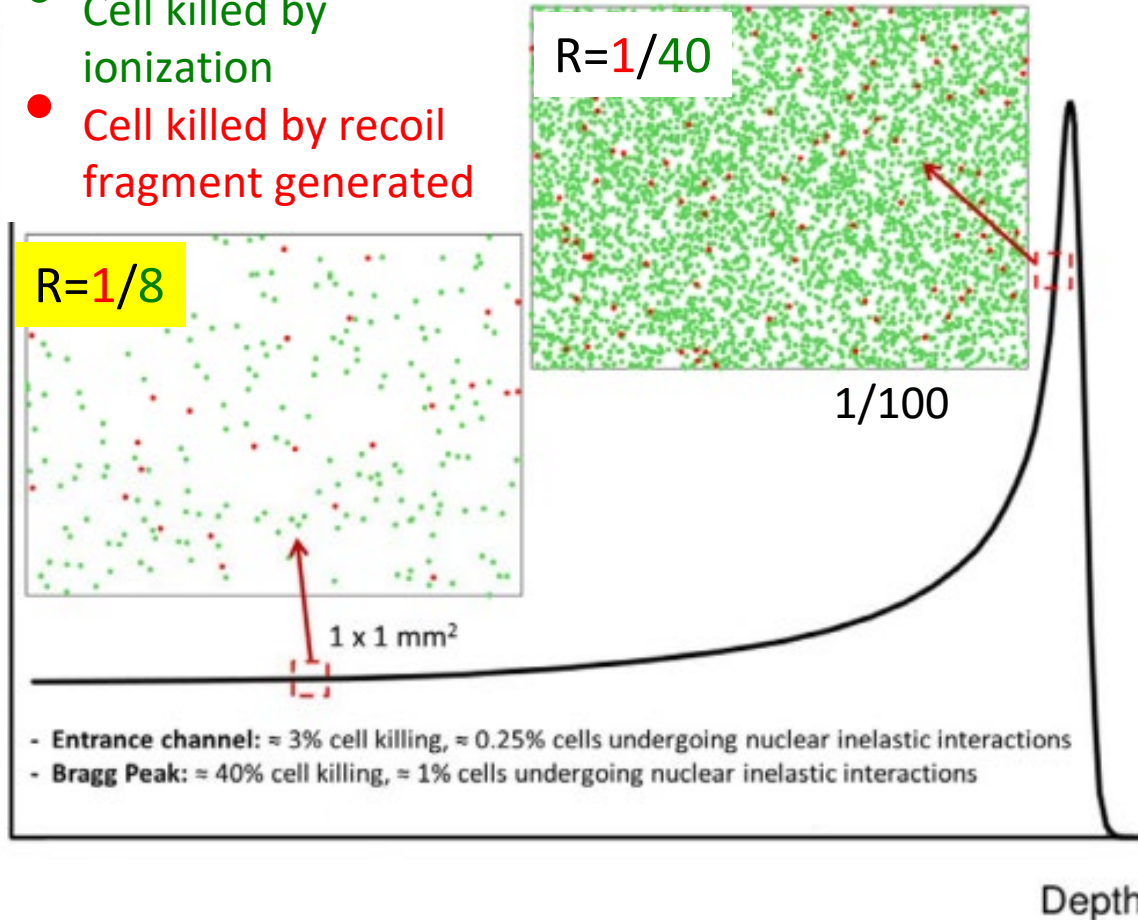 Cell killed by
ionization
Cell killed by recoil
fragment generated
R=1/40
R=1/8
1/100
1 x 1 mm²
- Entrance channel: ≈ 3% cell killing, ≈ 0.25% cells undergoing nuclear inelastic interactions
- Bragg Peak: ≈ 40% cell killing, ≈ 1% cells undergoing nuclear inelastic interactions
Depth